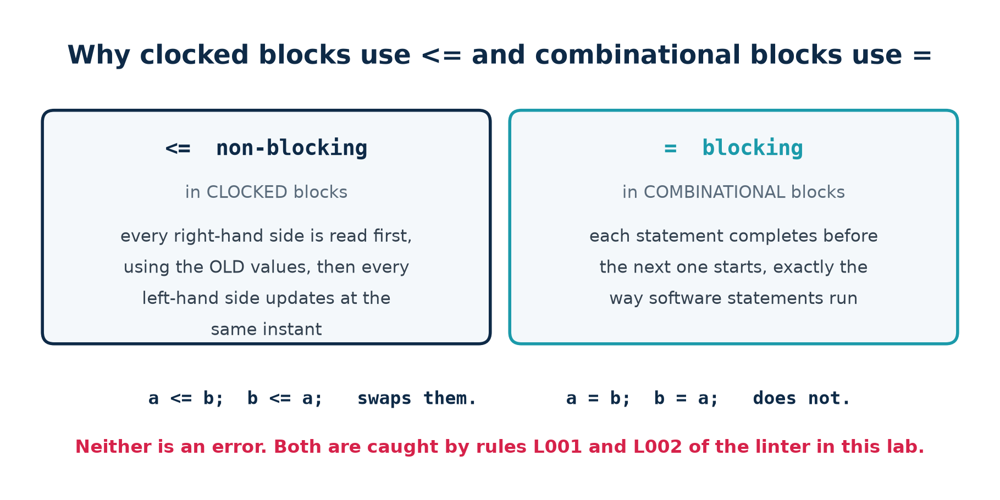 Why clocked blocks use <= and combinational blocks use =
<=  non-blocking
in CLOCKED blocks
every right-hand side is read first,
using the OLD values, then every
left-hand side updates at the
same instant
=  blocking
in COMBINATIONAL blocks
each statement completes before
the next one starts, exactly the
way software statements run
a <= b;  b <= a;   swaps them.
a = b;  b = a;   does not.
Neither is an error. Both are caught by rules L001 and L002 of the linter in this lab.